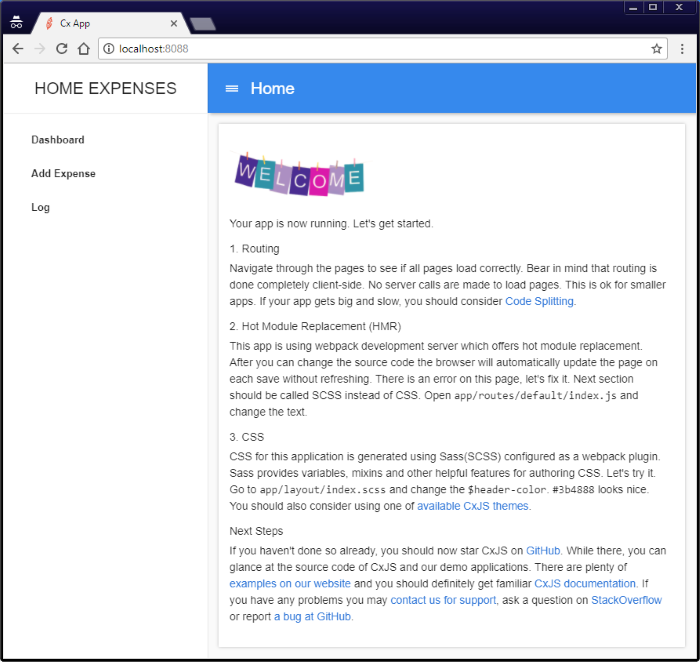 Cx App
localhost:8088
HOME EXPENSES
Home
Dashboard
Add Expense
Log
WELCOME
Your app is now running. Let's get started.
1. Routing
Navigate through the pages to see if all pages load correctly. Bear in mind that routing is
done completely client-side. No server calls are made to load pages. This is ok for smaller
apps. If your app gets big and slow, you should consider Code Splitting.
2. Hot Module Replacement (HMR)
This app is using webpack development server which offers hot module replacement.
After you can change the source code the browser will automatically update the page on
each save without refreshing. There is an error on this page, let's fix it. Next section
should be called SCSS instead of CSS. Open app/routes/default/index.js and
change the text.
3. CSS
CSS for this application is generated using Sass(SCSS) configured as a webpack plugin.
Sass provides variables, mixins and other helpful features for authoring CSS. Let's try it.
Go to app/layout/index.scss and change the $header-color. #3b4888 looks nice.
You should also consider using one of available CxJS themes.
Next Steps
If you haven't done so already, you should now star CxJS on GitHub. While there, you can
glance at the source code of CxJS and our demo applications. There are plenty of
examples on our website and you should definitely get familiar CxJS documentation. If
you have any problems you may contact us for support, ask a question on StackOverflow
or report a bug at GitHub.